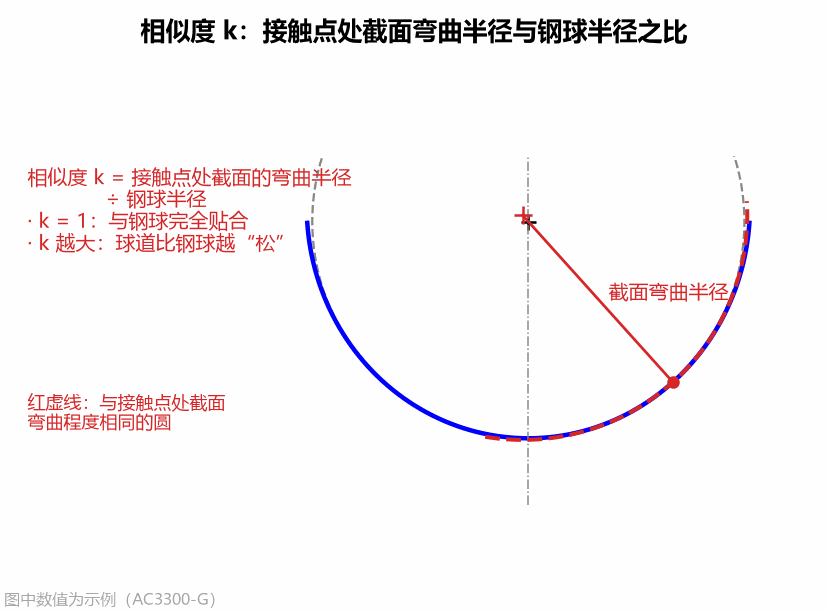 相似度 k：接触点处截面弯曲半径与钢球半径之比
相似度 k = 接触点处截面的弯曲半径
÷ 钢球半径
· k = 1：与钢球完全贴合
· k 越大：球道比钢球越“松”
截面弯曲半径
红虚线：与接触点处截面
弯曲程度相同的圆
图中数值为示例（AC3300-G）